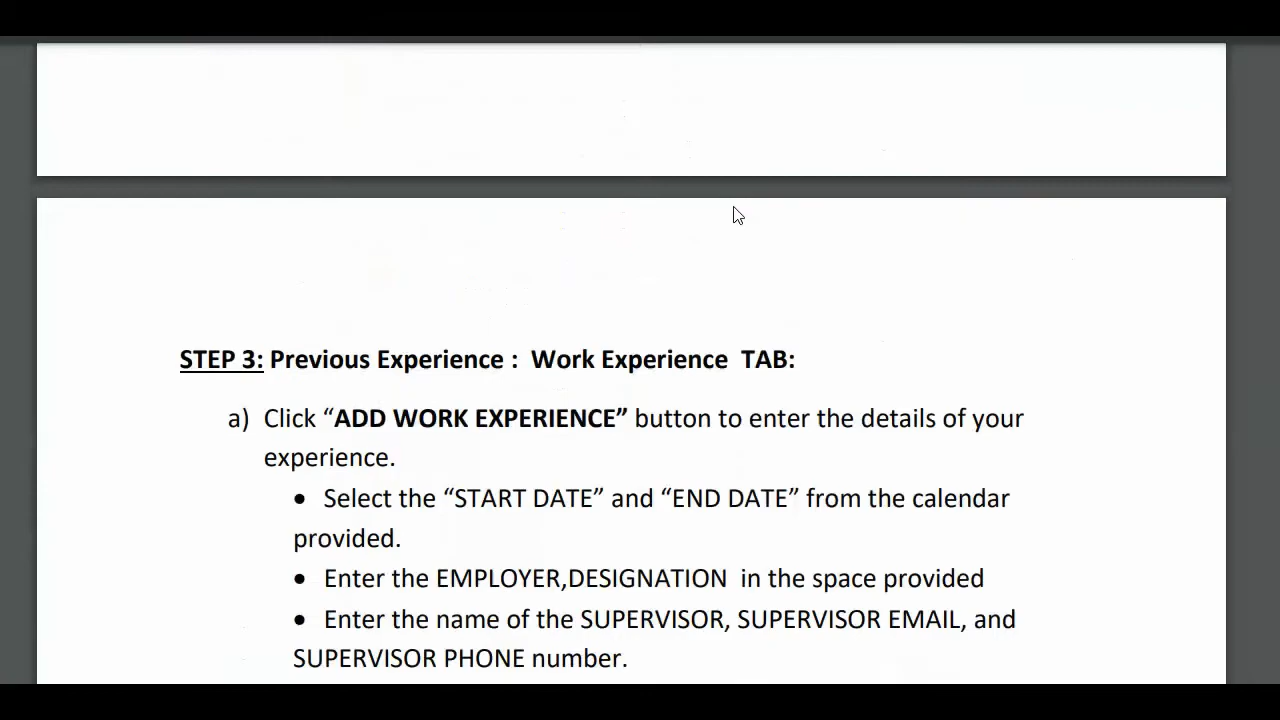 STEP 3: Previous Experience : Work Experience TAB:
a) Click “ADD WORK EXPERIENCE” button to enter the details of your
experience.
• Select the “START DATE” and “END DATE” from the calendar
provided.
• Enter the EMPLOYER,DESIGNATION in the space provided
• Enter the name of the SUPERVISOR, SUPERVISOR EMAIL, and
SUPERVISOR PHONE number.